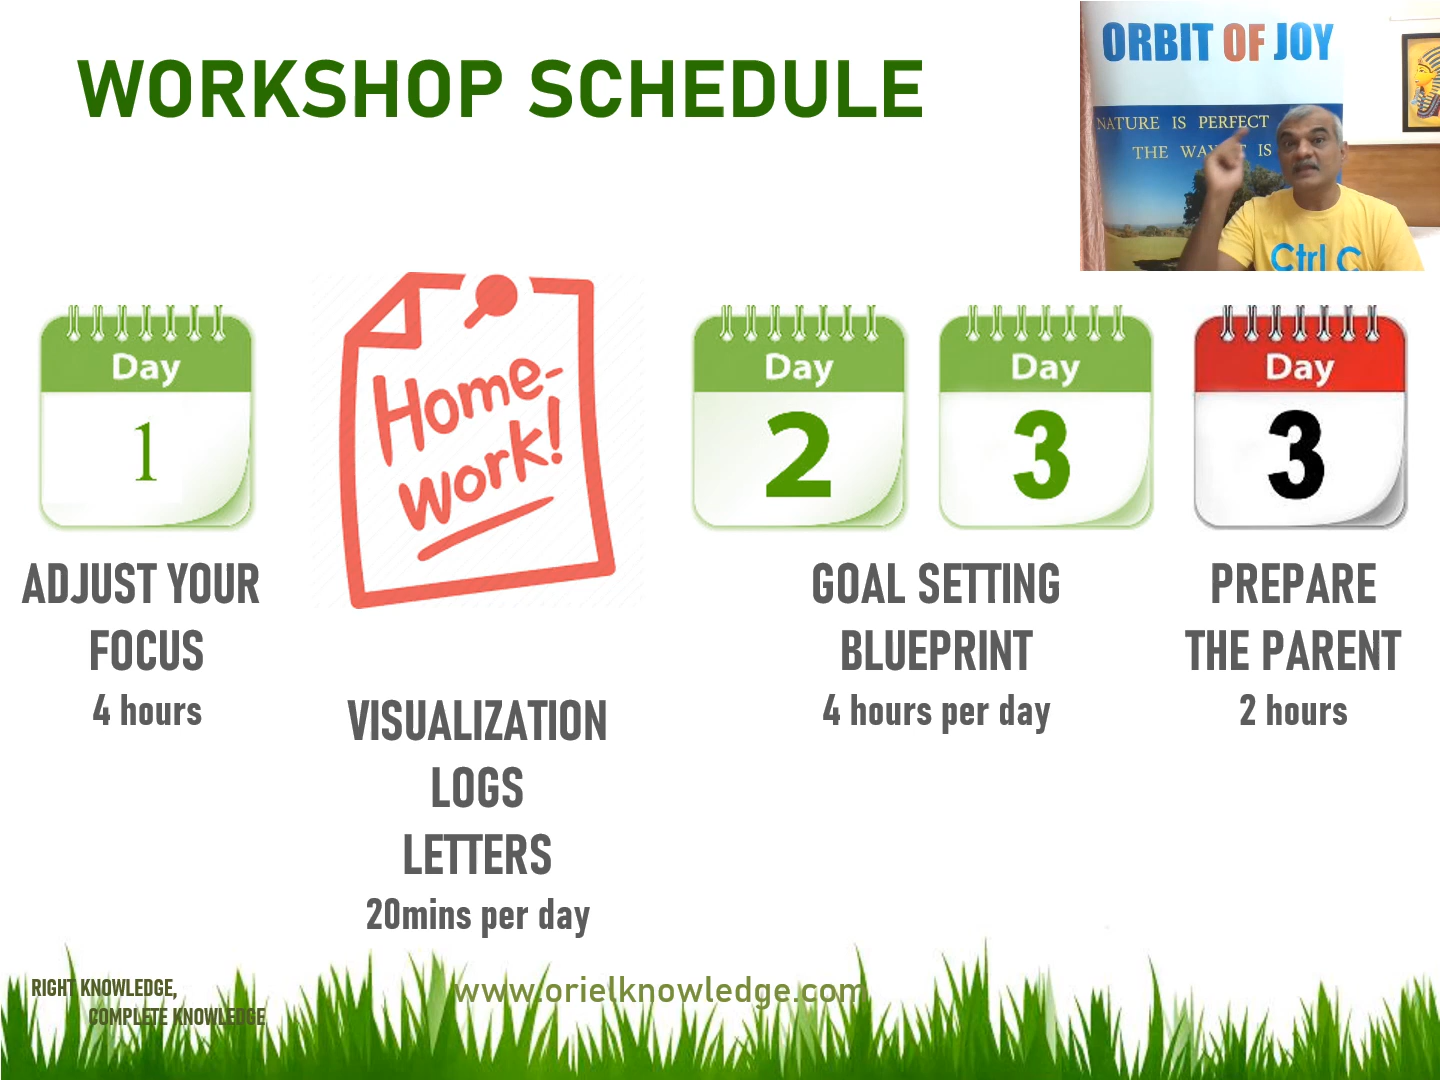 WORKSHOP SCHEDULE
ORBIT OF JOY
NATURE IS PERFECT
THE WAY IT IS
Ctrl C
Day
1
Home-
work!
Day
2
Day
3
Day
3
ADJUST YOUR
FOCUS
4 hours
VISUALIZATION
LOGS
LETTERS
20mins per day
GOAL SETTING
BLUEPRINT
4 hours per day
PREPARE
THE PARENT
2 hours
RIGHT KNOWLEDGE,
COMPLETE KNOWLEDGE
www.orielknowledge.com